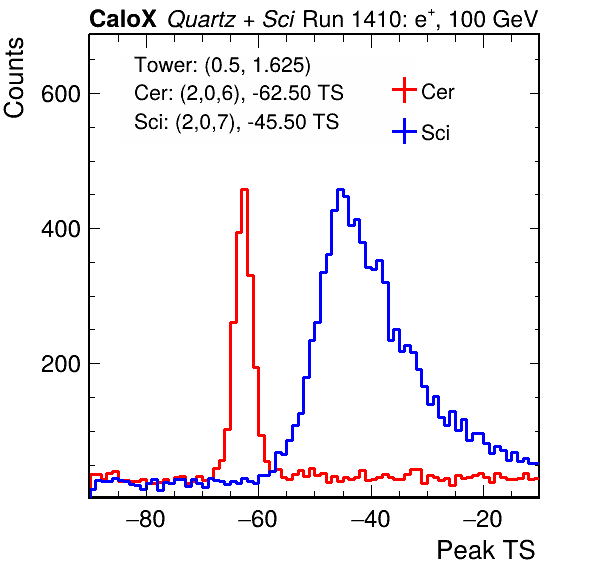 CaloX Quartz + Sci Run 1410: e+, 100 GeV
Counts
Tower: (0.5, 1.625)
Cer: (2,0,6), -62.50 TS
Sci: (2,0,7), -45.50 TS
Cer
Sci
600
400
200
−80 −60 −40 −20
Peak TS